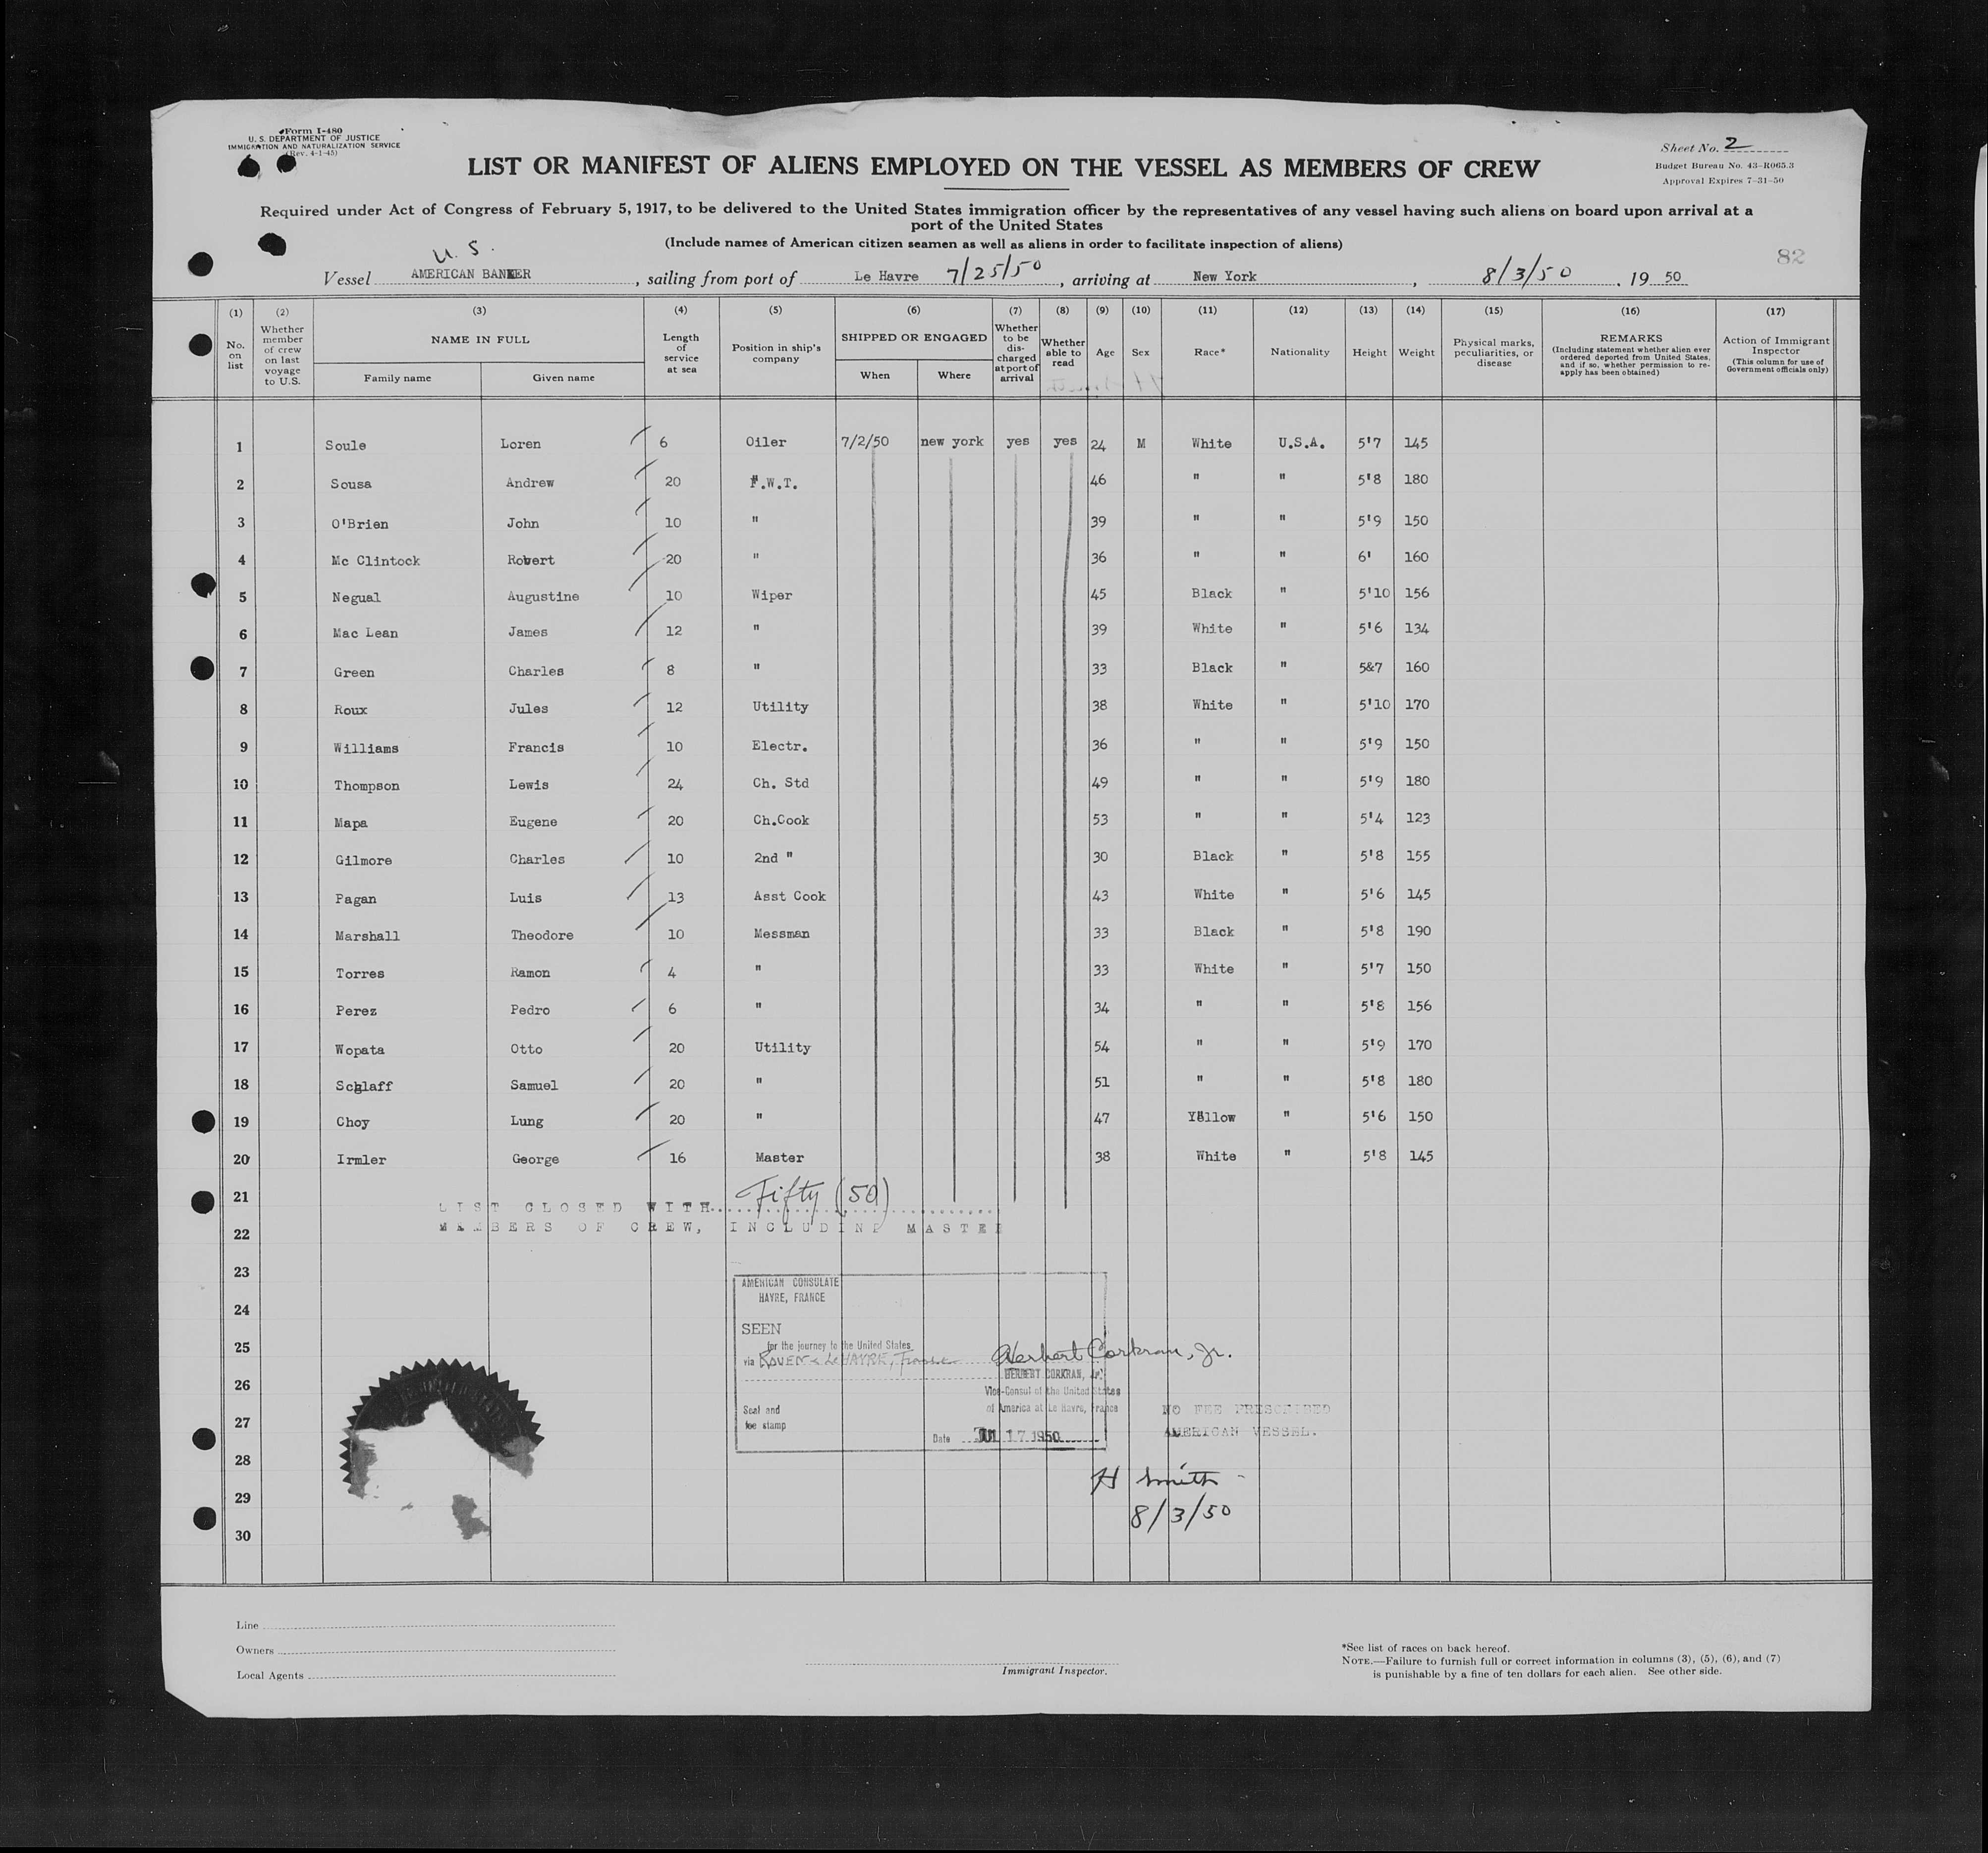 Form I-480
U. S. DEPARTMENT OF JUSTICE
IMMIGRATION AND NATURALIZATION SERVICE
(Rev. 4-1-45)
Sheet No. 2
Budget Bureau No. 43-R065.3
Approval Expires 7-31-50
LIST OR MANIFEST OF ALIENS EMPLOYED ON THE VESSEL AS MEMBERS OF CREW
Required under Act of Congress of February 5, 1917, to be delivered to the United States immigration officer by the representatives of any vessel having such aliens on board upon arrival at a
port of the United States
(Include names of American citizen seamen as well as aliens in order to facilitate inspection of aliens)
82
U. S.
Vessel AMERICAN BANKER, sailing from port of Le Havre 7/25/50, arriving at New York, 8/3/50, 19 50
(1) (2) (3) (4) (5) (6) (7) (8) (9) (10) (11) (12) (13) (14) (15) (16) (17)
No. on list
Whether member of crew on last voyage to U.S.
NAME IN FULL
Family name Given name
Length of service at sea
Position in ship's company
SHIPPED OR ENGAGED
When Where
Whether to be discharged at port of arrival
Whether able to read
Age
Sex
Race*
Nationality
Height
Weight
Physical marks, peculiarities, or disease
REMARKS
(Including statement whether alien ever ordered deported from United States, and if so, whether permission to re-apply has been obtained)
Action of Immigrant Inspector
(This column for use of Government officials only)
1 Soule Loren 6 Oiler 7/2/50 new york yes yes 24 M White U.S.A. 5'7 145
2 Sousa Andrew 20 F.W.T. 46 " " 5'8 180
3 O'Brien John 10 " 39 " " 5'9 150
4 Mc Clintock Robert 20 " 36 " " 6' 160
5 Negual Augustine 10 Wiper 45 Black " 5'10 156
6 Mac Lean James 12 " 39 White " 5'6 134
7 Green Charles 8 " 33 Black " 5&7 160
8 Roux Jules 12 Utility 38 White " 5'10 170
9 Williams Francis 10 Electr. 36 " " 5'9 150
10 Thompson Lewis 24 Ch. Std 49 " " 5'9 180
11 Mapa Eugene 20 Ch.Cook 53 " " 5'4 123
12 Gilmore Charles 10 2nd " 30 Black " 5'8 155
13 Pagan Luis 13 Asst Cook 43 White " 5'6 145
14 Marshall Theodore 10 Messman 33 Black " 5'8 190
15 Torres Ramon 4 " 33 White " 5'7 150
16 Perez Pedro 6 " 34 " " 5'8 156
17 Wopata Otto 20 Utility 54 " " 5'9 170
18 Schlaff Samuel 20 " 51 " " 5'8 180
19 Choy Lung 20 " 47 Yellow " 5'6 150
20 Irmler George 16 Master 38 White " 5'8 145
21
LIST CLOSED WITH Fifty (50)
MEMBERS OF CREW, INCLUDING MASTER
22
23
AMERICAN CONSULATE
HAVRE, FRANCE
24
SEEN
25
for the journey to the United States
via ROUEN & Le HAVRE, France
Herbert Corkran, Jr.
HERBERT CORKRAN, Jr.
26
Vice-Consul of the United States
of America at Le Havre, France
Seal and
fee stamp
NO FEE PRESCRIBED
AMERICAN VESSEL.
27
Date JUL 17 1950
28
H Smith
8/3/50
29
30
Line
Owners
Local Agents
Immigrant Inspector.
*See list of races on back hereof.
NOTE.—Failure to furnish full or correct information in columns (3), (5), (6), and (7)
is punishable by a fine of ten dollars for each alien. See other side.